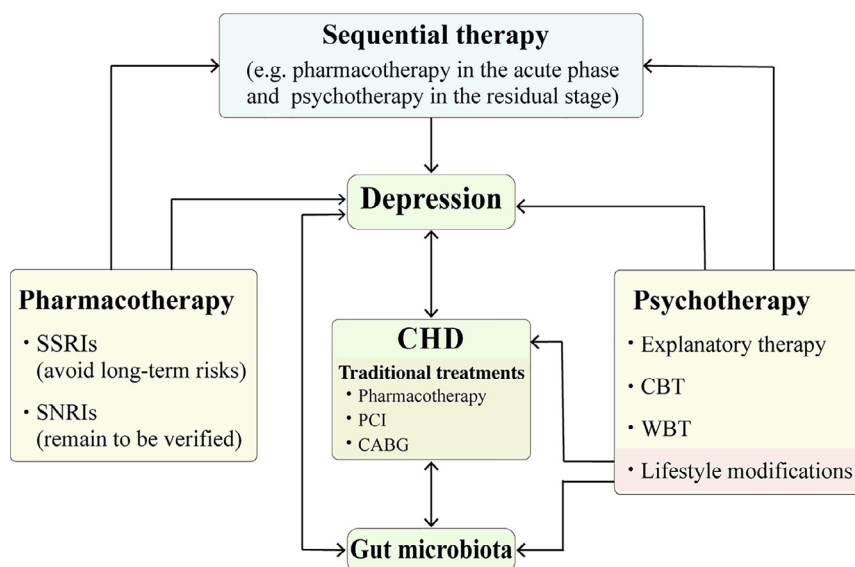 Sequential therapy
(e.g. pharmacotherapy in the acute phase
and psychotherapy in the residual stage)
Depression
Pharmacotherapy
· SSRIs
(avoid long-term risks)
· SNRIs
(remain to be verified)
CHD
Traditional treatments
· Pharmacotherapy
· PCI
· CABG
Psychotherapy
· Explanatory therapy
· CBT
· WBT
· Lifestyle modifications
Gut microbiota